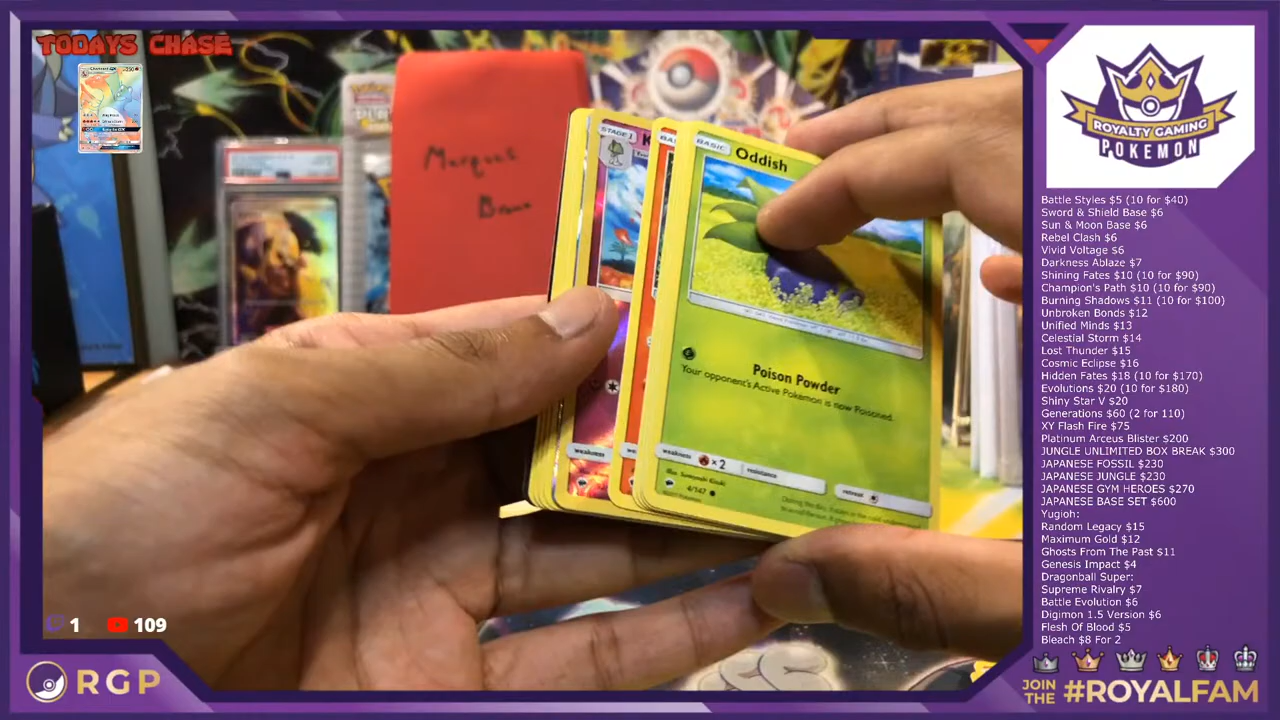 TODAYS CHASE
Marques
Brown
STAGE 1
BASIC
Oddish
Poison Powder
Your opponent's Active Pokémon is now Poisoned.
weakness
weakness
×2
resistance
retreat
4/147
1
109
RGP
ROYALTY GAMING
POKEMON
Battle Styles $5 (10 for $40)
Sword & Shield Base $6
Sun & Moon Base $6
Rebel Clash $6
Vivid Voltage $6
Darkness Ablaze $7
Shining Fates $10 (10 for $90)
Champion's Path $10 (10 for $90)
Burning Shadows $11 (10 for $100)
Unbroken Bonds $12
Unified Minds $13
Celestial Storm $14
Lost Thunder $15
Cosmic Eclipse $16
Hidden Fates $18 (10 for $170)
Evolutions $20 (10 for $180)
Shiny Star V $20
Generations $60 (2 for 110)
XY Flash Fire $75
Platinum Arceus Blister $200
JUNGLE UNLIMITED BOX BREAK $300
JAPANESE FOSSIL $230
JAPANESE JUNGLE $230
JAPANESE GYM HEROES $270
JAPANESE BASE SET $600
Yugioh:
Random Legacy $15
Maximum Gold $12
Ghosts From The Past $11
Genesis Impact $4
Dragonball Super:
Supreme Rivalry $7
Battle Evolution $6
Digimon 1.5 Version $6
Flesh Of Blood $5
Bleach $8 For 2
JOIN
THE
#ROYALFAM